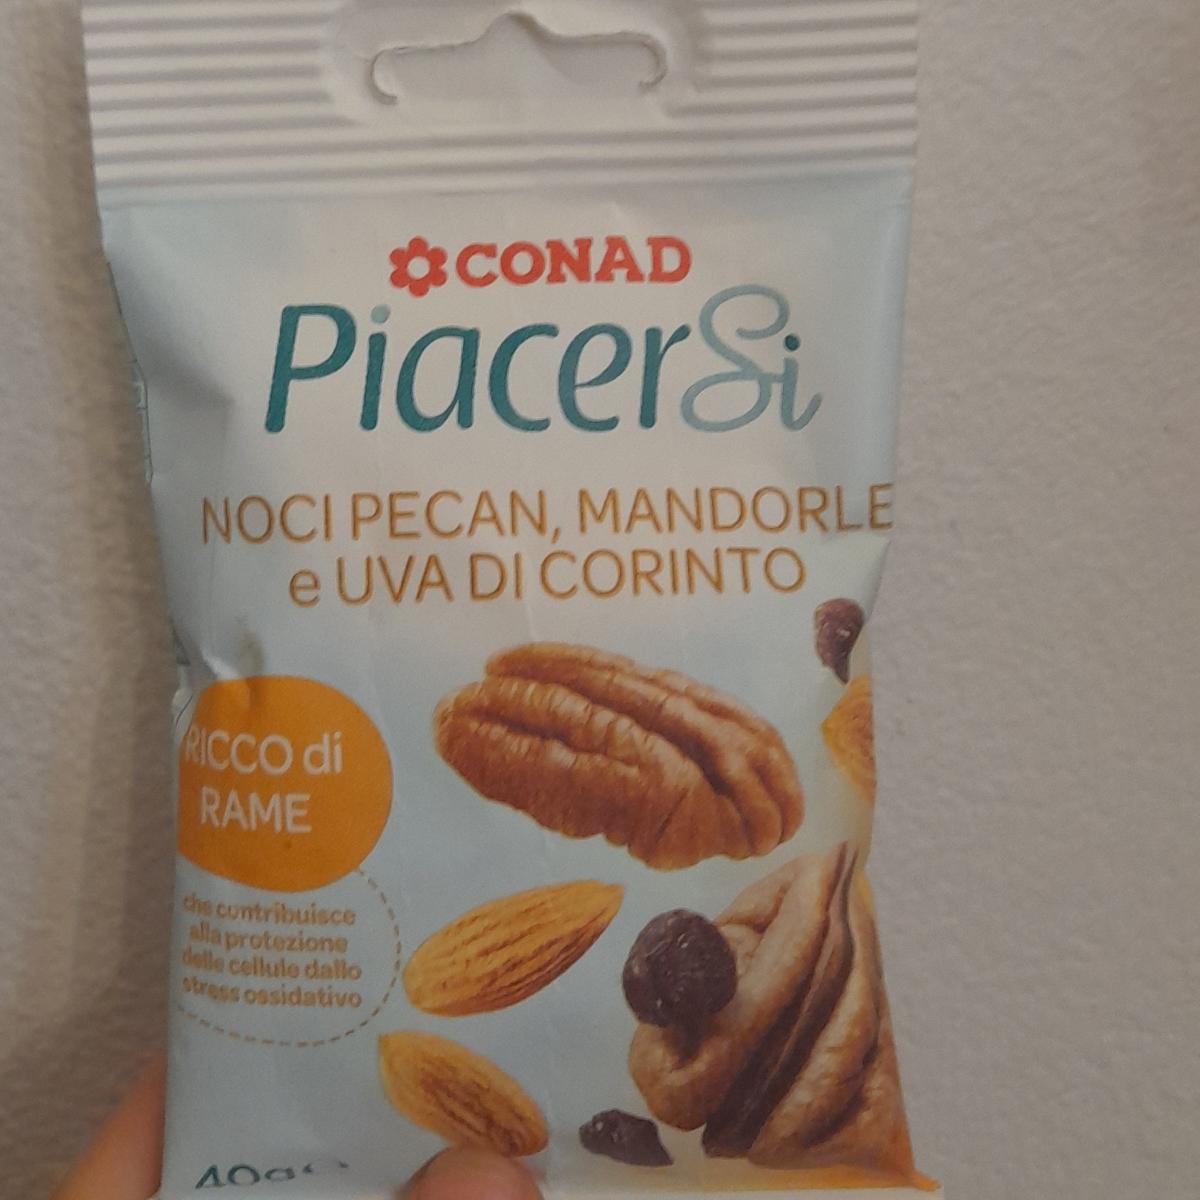 CONAD
PiacerSi
NOCI PECAN, MANDORLE
e UVA DI CORINTO
RICCO di
RAME
che contribuisce
alla protezione
delle cellule dallo
stress ossidativo
40g e